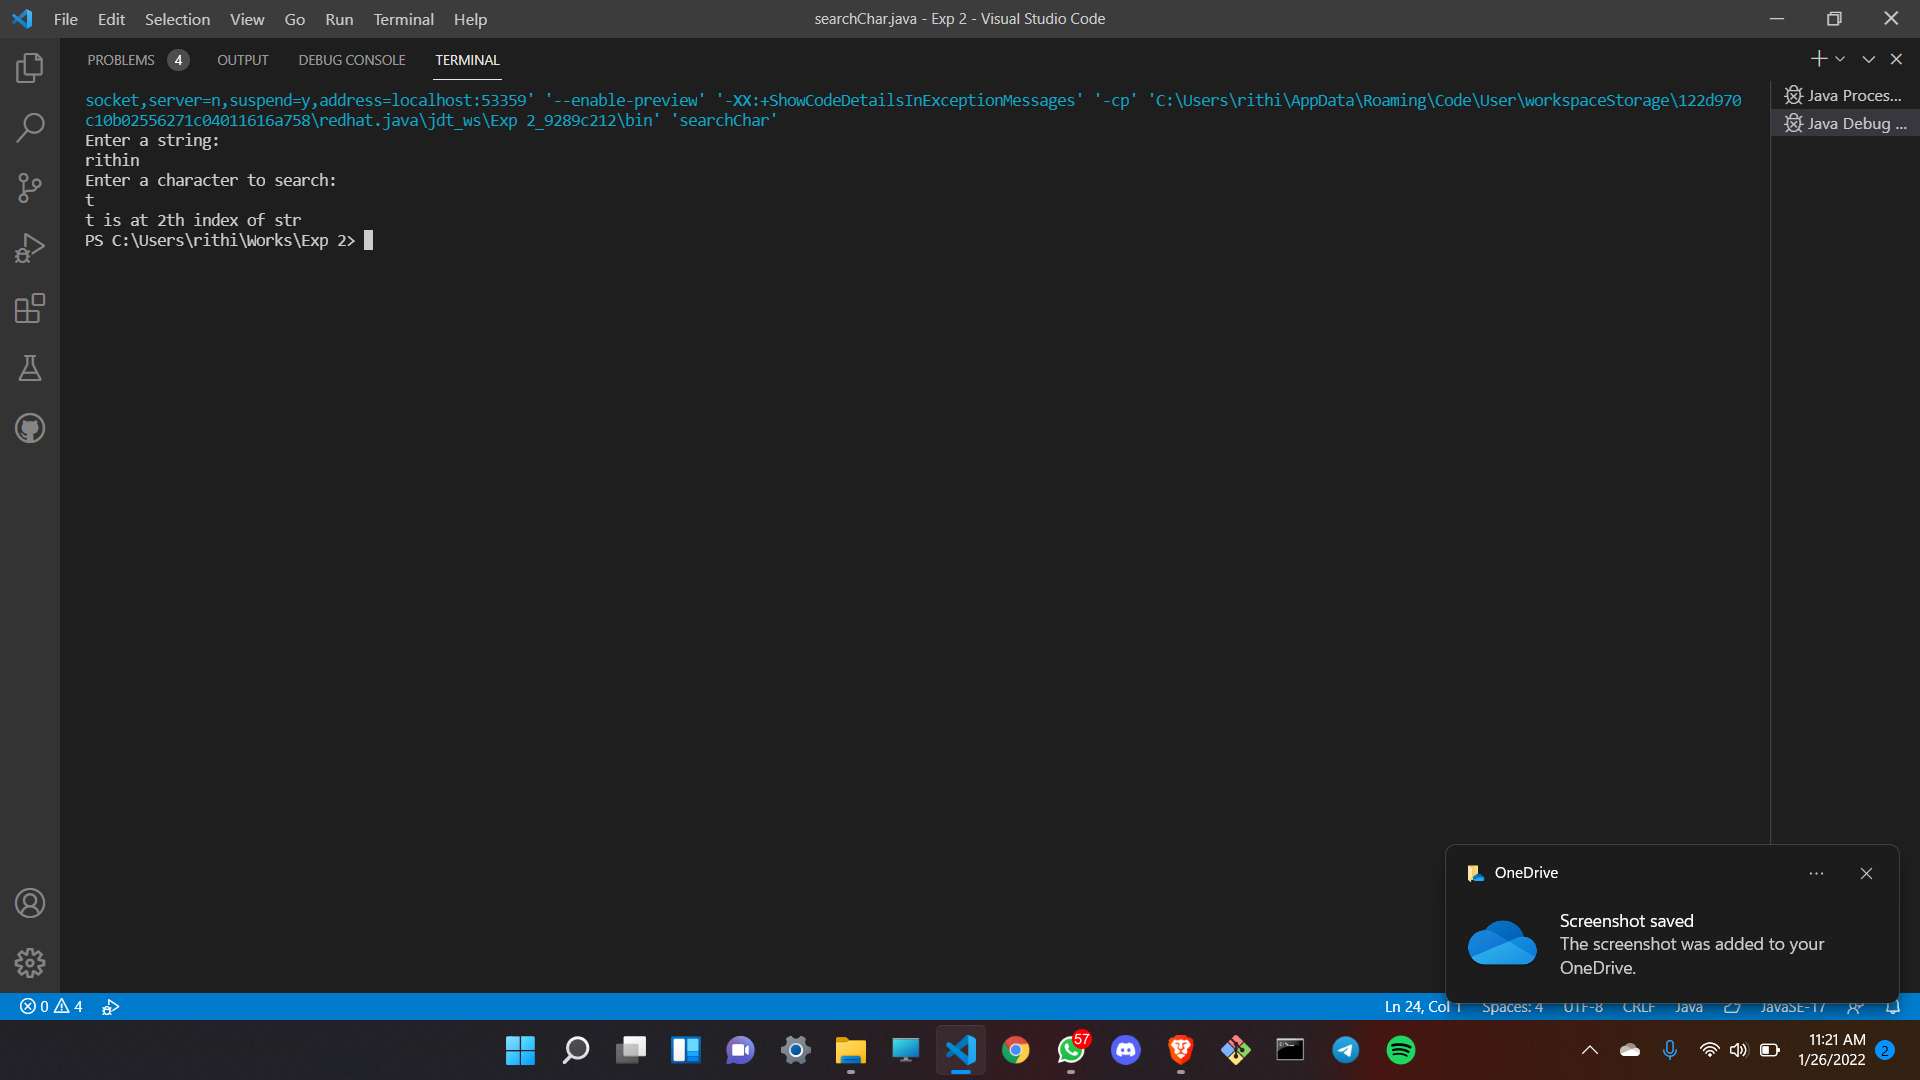 File Edit Selection View Go Run Terminal Help
searchChar.java - Exp 2 - Visual Studio Code
PROBLEMS 4 OUTPUT DEBUG CONSOLE TERMINAL
socket,server=n,suspend=y,address=localhost:53359' '--enable-preview' '-XX:+ShowCodeDetailsInExceptionMessages' '-cp' 'C:\Users\rithi\AppData\Roaming\Code\User\workspaceStorage\122d970
c10b02556271c04011616a758\redhat.java\jdt_ws\Exp 2_9289c212\bin' 'searchChar'
Enter a string:
rithin
Enter a character to search:
t
t is at 2th index of str
PS C:\Users\rithi\Works\Exp 2>
Java Proces...
Java Debug ...
OneDrive
Screenshot saved
The screenshot was added to your
OneDrive.
0 4
Ln 24, Col 1 Spaces: 4 UTF-8 CRLF Java JavaSE-17
57
11:21 AM
1/26/2022
2